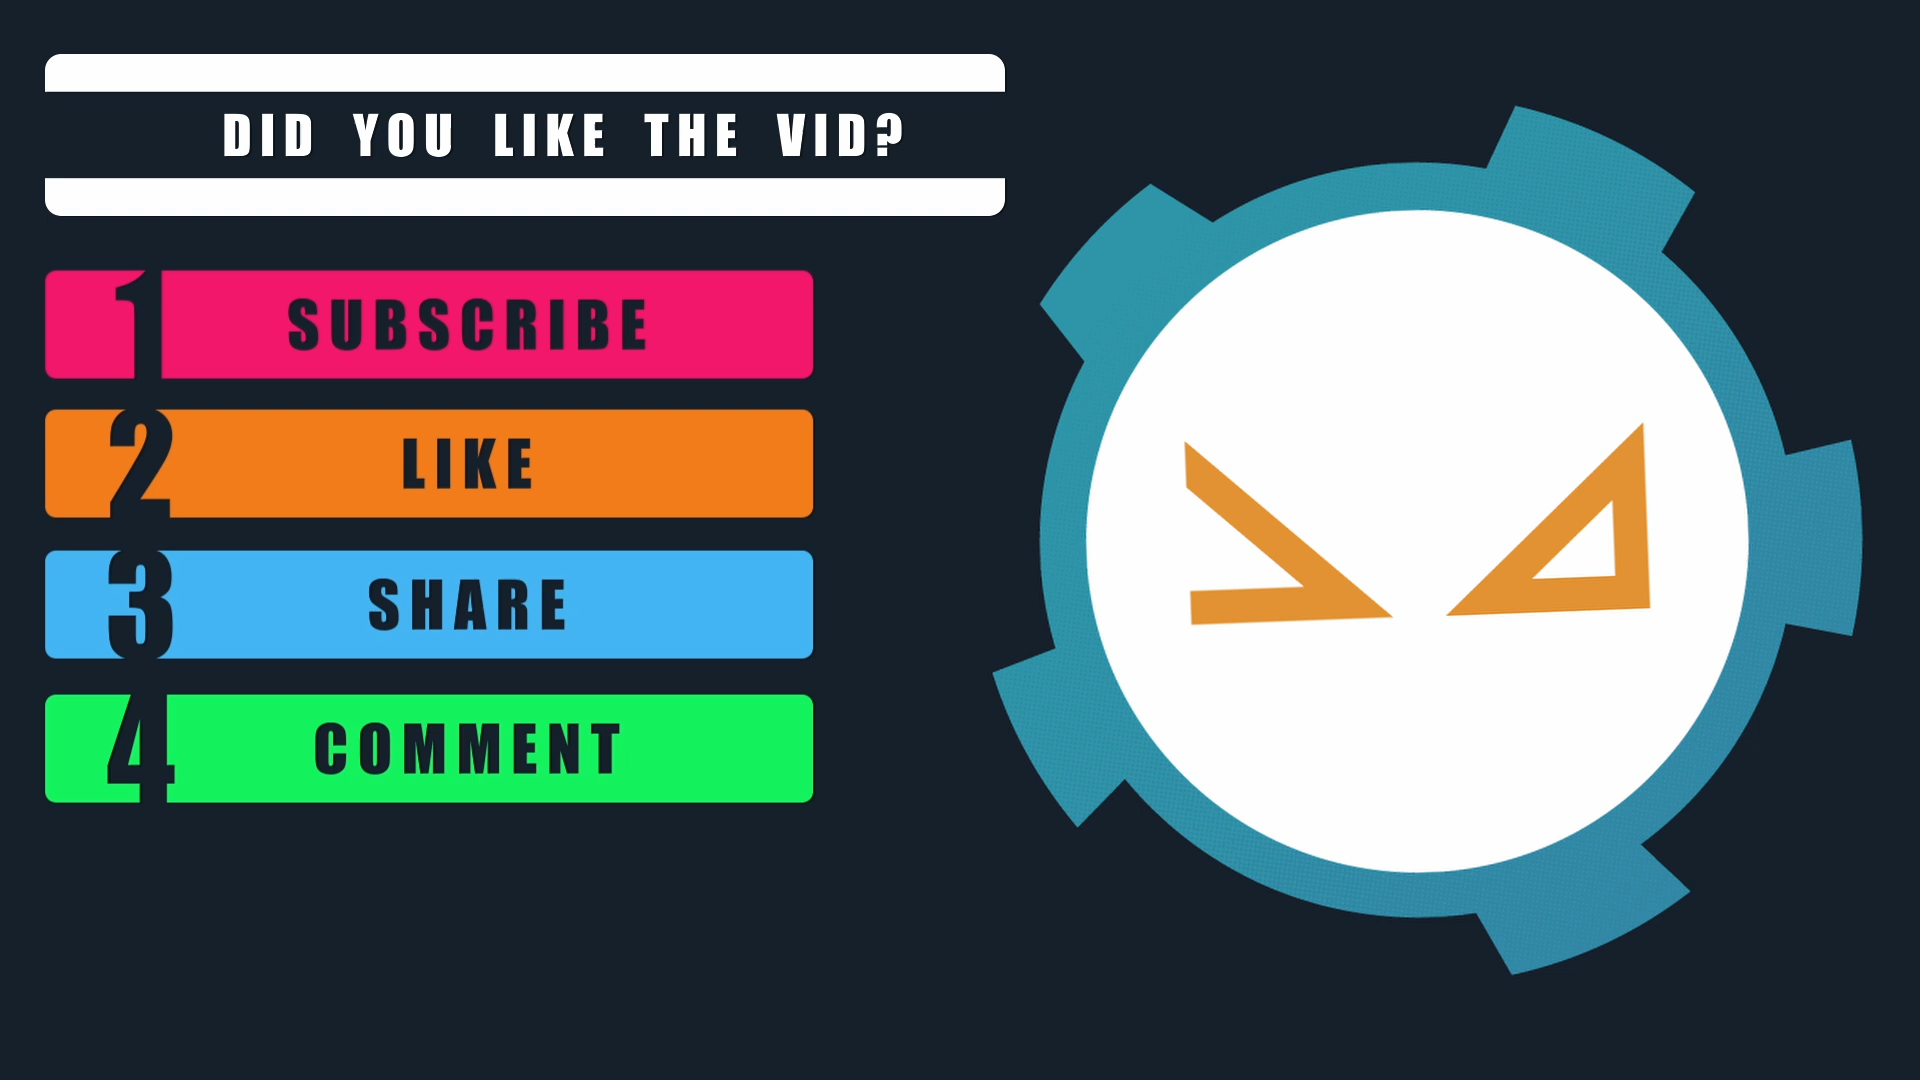 DID YOU LIKE THE VID?
1 SUBSCRIBE
2 LIKE
3 SHARE
4 COMMENT